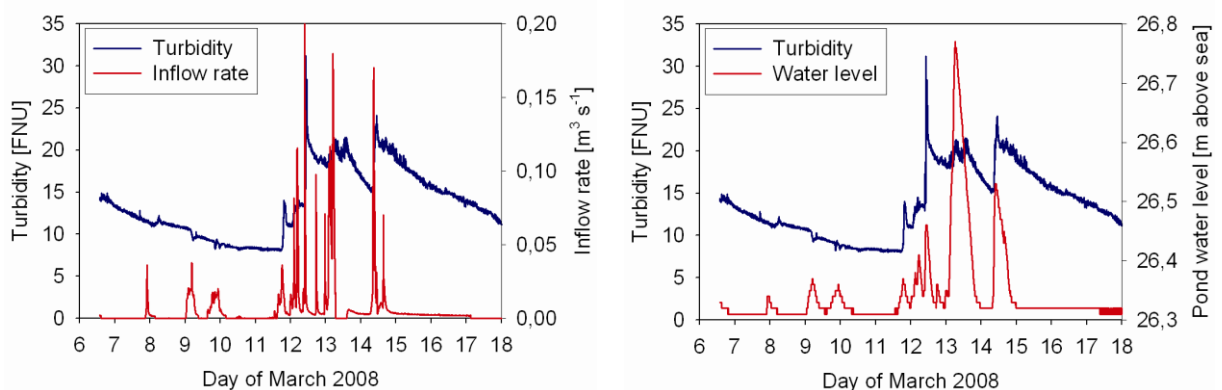 Turbidity
Inflow rate
35
30
25
20
15
10
5
0
Turbidity [FNU]
0,20
0,15
0,10
0,05
0,00
Inflow rate [m³ s⁻¹]
6 7 8 9 10 11 12 13 14 15 16 17 18
Day of March 2008
Turbidity
Water level
35
30
25
20
15
10
5
0
Turbidity [FNU]
26,8
26,7
26,6
26,5
26,4
26,3
Pond water level [m above sea]
6 7 8 9 10 11 12 13 14 15 16 17 18
Day of March 2008